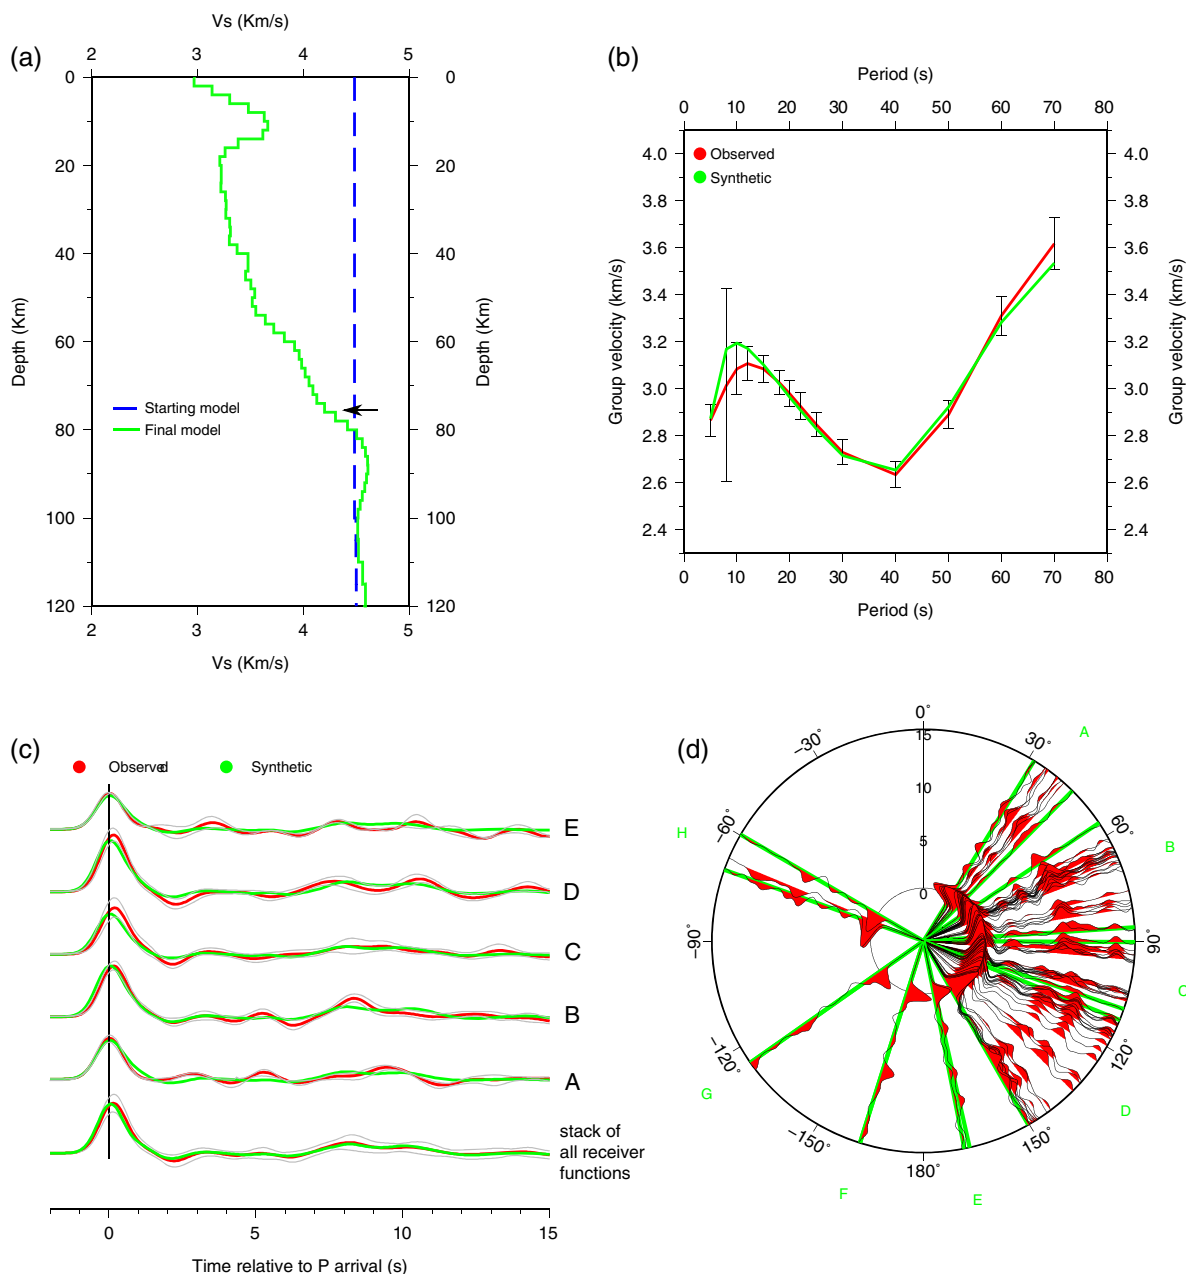 (a)
Vs (Km/s)
2 3 4 5
0 0
20 20
40 40
60 60
80 80
100 100
120 120
Depth (Km)
Depth (Km)
Starting model
Final model
2 3 4 5
Vs (Km/s)
(b)
Period (s)
0 10 20 30 40 50 60 70 80
Observed
Synthetic
4.0 4.0
3.8 3.8
3.6 3.6
3.4 3.4
3.2 3.2
3.0 3.0
2.8 2.8
2.6 2.6
2.4 2.4
Group velocity (km/s)
Group velocity (km/s)
0 10 20 30 40 50 60 70 80
Period (s)
(c)
Observed
Synthetic
E
D
C
B
A
stack of
all receiver
functions
0 5 10 15
Time relative to P arrival (s)
(d)
0°
30°
60°
90°
120°
150°
180°
−150°
−120°
−90°
−60°
−30°
15
10
5
0
A
B
C
D
E
F
G
H